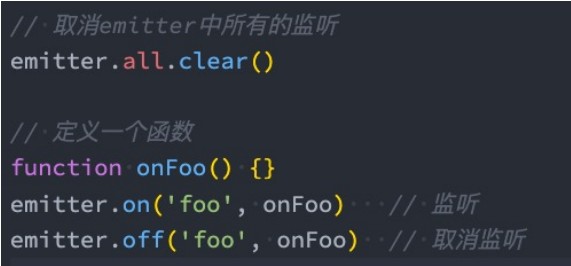 // 取消emitter中所有的监听
emitter.all.clear()
// 定义一个函数
function onFoo() {}
emitter.on('foo', onFoo)   // 监听
emitter.off('foo', onFoo)  // 取消监听